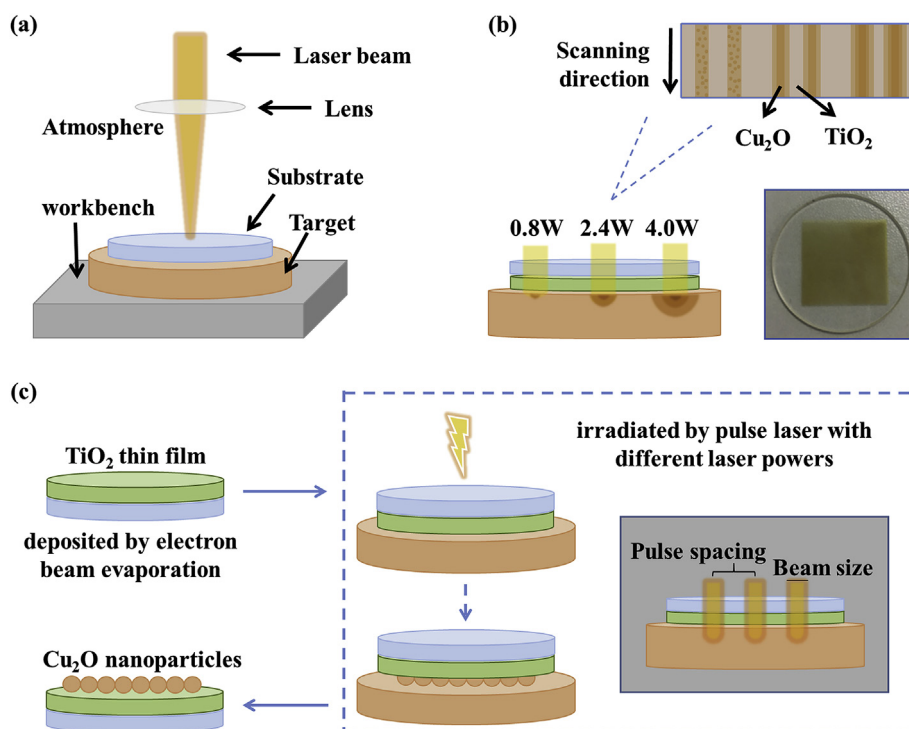 (a)
Laser beam
Lens
Atmosphere
Substrate
workbench
Target
(b)
Scanning
direction
Cu₂O
TiO₂
0.8W
2.4W
4.0W
(c)
TiO₂ thin film
deposited by electron
beam evaporation
irradiated by pulse laser with
different laser powers
Pulse spacing
Beam size
Cu₂O nanoparticles